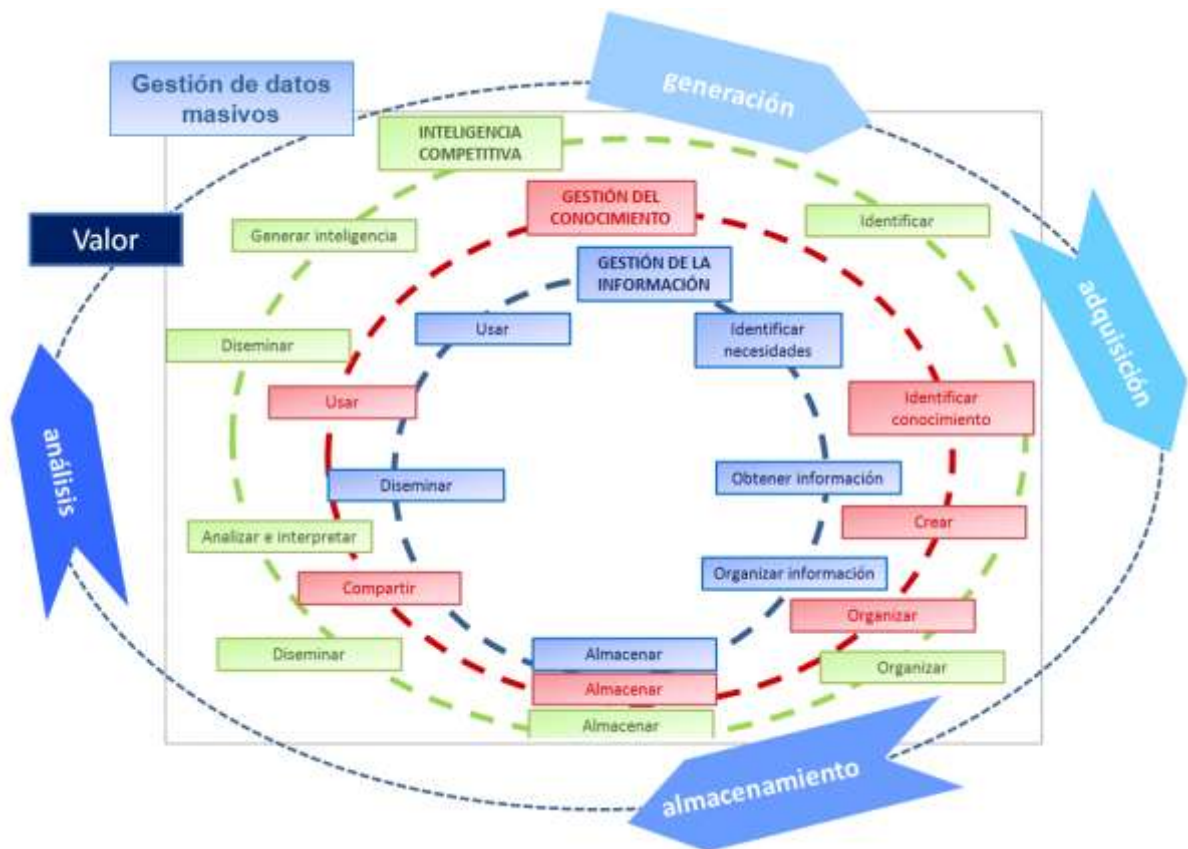 Gestión de datos
masivos
generación
INTELIGENCIA
COMPETITIVA
GESTIÓN DEL
CONOCIMIENTO
Identificar
Valor
Generar inteligencia
GESTIÓN DE LA
INFORMACIÓN
adquisición
Usar
Identificar
necesidades
Diseminar
Usar
Identificar
conocimiento
análisis
Diseminar
Obtener información
Crear
Analizar e interpretar
Compartir
Organizar información
Organizar
Diseminar
Almacenar
Organizar
Almacenar
Almacenar
almacenamiento